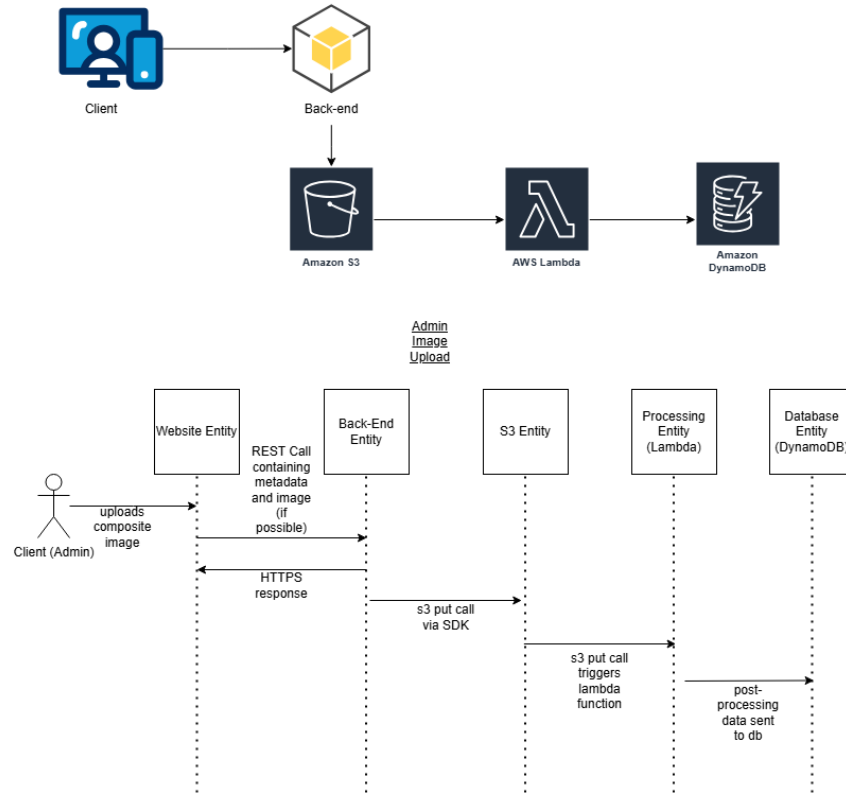 Client
Back-end
Amazon S3
AWS Lambda
Amazon
DynamoDB
Admin
Image
Upload
Website Entity
Back-End
Entity
S3 Entity
Processing
Entity
(Lambda)
Database
Entity
(DynamoDB)
REST Call
containing
metadata
and image
(if
possible)
uploads
composite
image
Client (Admin)
HTTPS
response
s3 put call
via SDK
s3 put call
triggers
lambda
function
post-
processing
data sent
to db